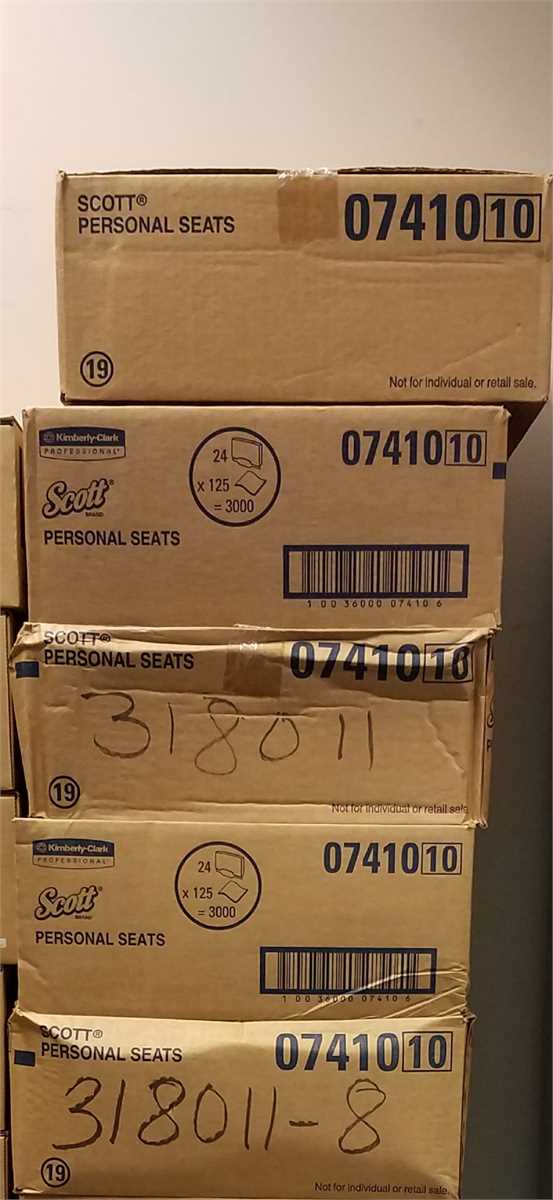 SCOTT®
PERSONAL SEATS
07410 10
19
Not for individual or retail sale.
Kimberly-Clark
PROFESSIONAL*
Scott®
BRAND
PERSONAL SEATS
24
x 125
= 3000
07410 10
1 00 36000 07410 6
SCOTT®
PERSONAL SEATS
07410 10
318011
19
Not for individual or retail sale
Kimberly-Clark
PROFESSIONAL*
Scott®
BRAND
PERSONAL SEATS
24
x 125
= 3000
07410 10
1 00 36000 07410 6
SCOTT®
PERSONAL SEATS
07410 10
318011-8
19
Not for individual or retail sale.